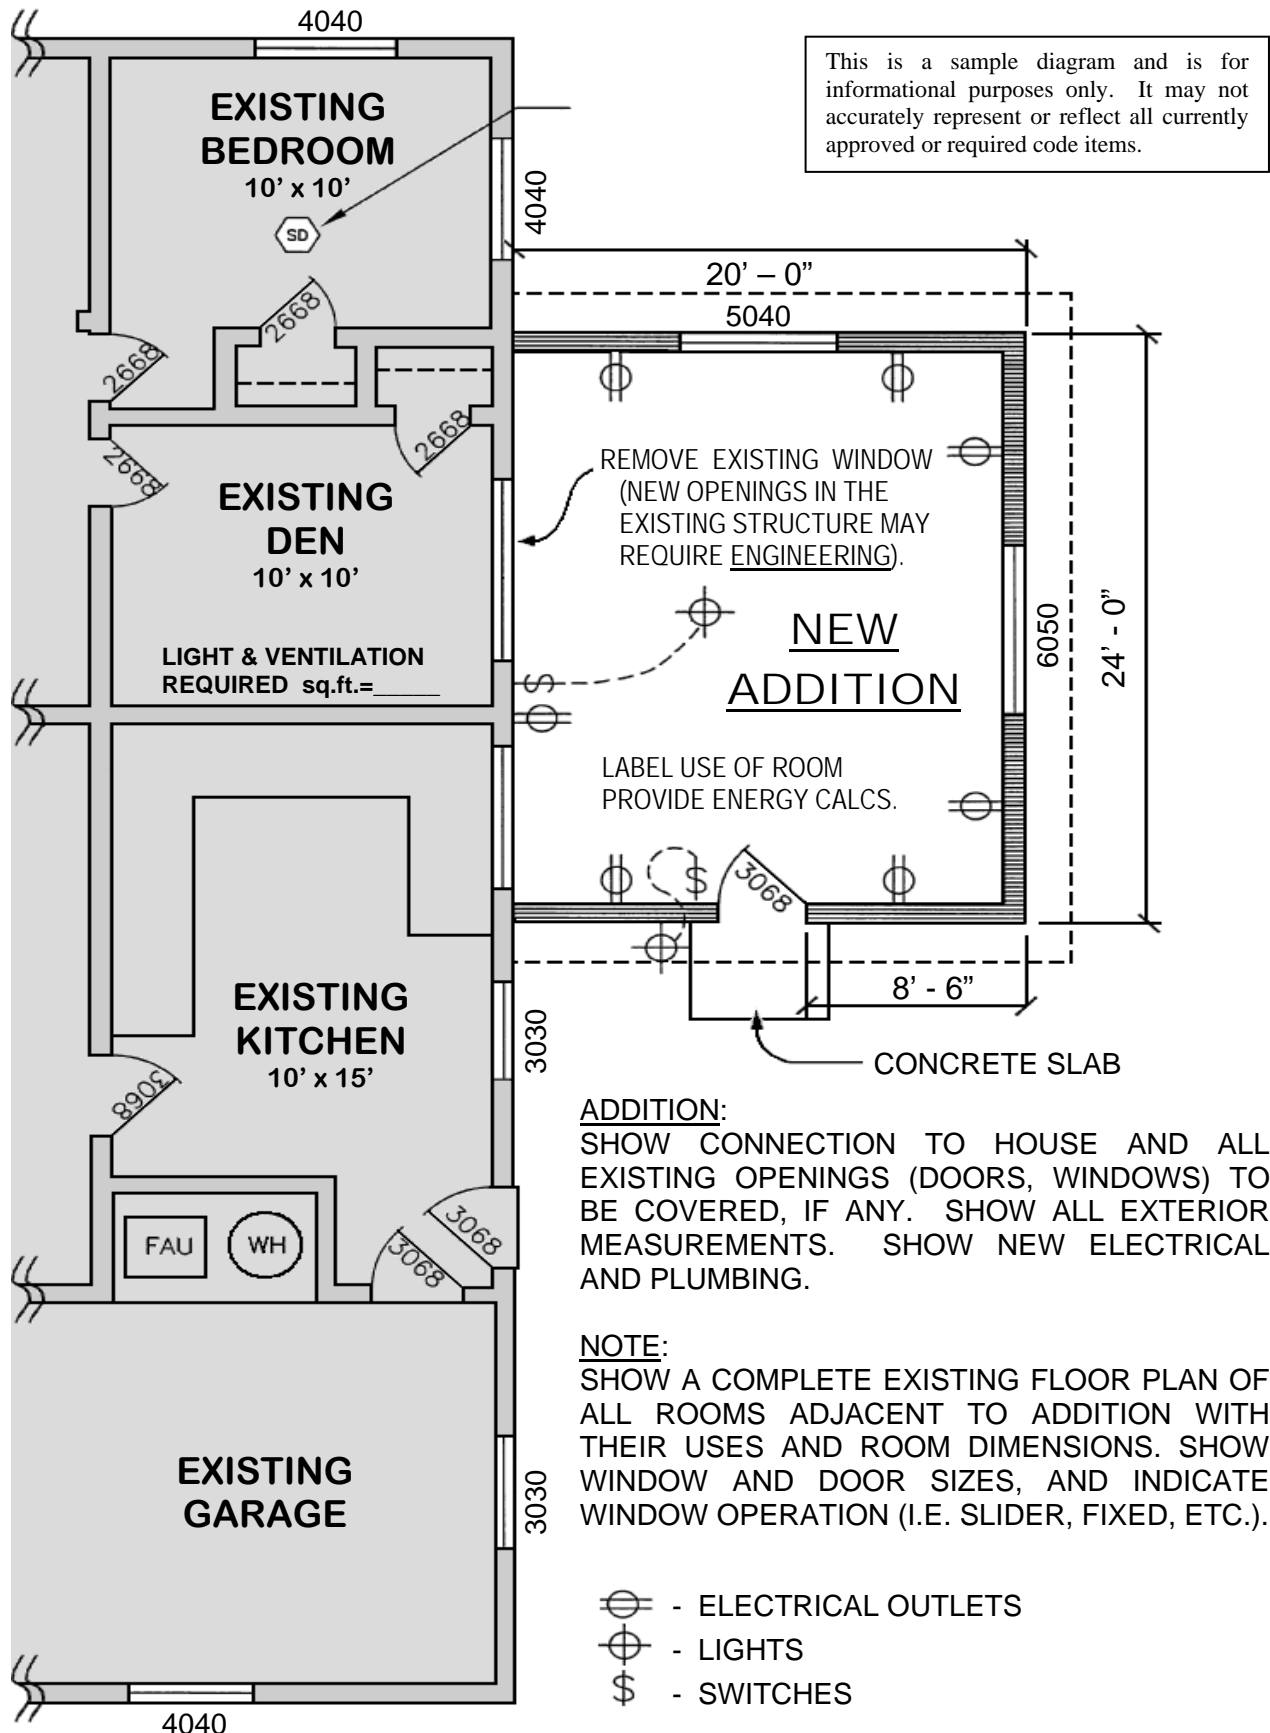 4040
This is a sample diagram and is for
informational purposes only. It may not
accurately represent or reflect all currently
approved or required code items.
EXISTING
BEDROOM
10’ x 10’
SD
4040
20’ – 0”
5040
2668
2668
2668
2668
REMOVE EXISTING WINDOW
(NEW OPENINGS IN THE
EXISTING STRUCTURE MAY
REQUIRE ENGINEERING).
EXISTING
DEN
10’ x 10’
LIGHT & VENTILATION
REQUIRED sq.ft.=_____
NEW
ADDITION
6050
24’ - 0”
$
LABEL USE OF ROOM
PROVIDE ENERGY CALCS.
$
3068
8’ - 6”
EXISTING
KITCHEN
10’ x 15’
3030
CONCRETE SLAB
3068
ADDITION:
SHOW CONNECTION TO HOUSE AND ALL
EXISTING OPENINGS (DOORS, WINDOWS) TO
BE COVERED, IF ANY. SHOW ALL EXTERIOR
MEASUREMENTS. SHOW NEW ELECTRICAL
AND PLUMBING.
FAU
WH
3068
3068
NOTE:
SHOW A COMPLETE EXISTING FLOOR PLAN OF
ALL ROOMS ADJACENT TO ADDITION WITH
THEIR USES AND ROOM DIMENSIONS. SHOW
WINDOW AND DOOR SIZES, AND INDICATE
WINDOW OPERATION (I.E. SLIDER, FIXED, ETC.).
EXISTING
GARAGE
3030
- ELECTRICAL OUTLETS
- LIGHTS
$ - SWITCHES
4040